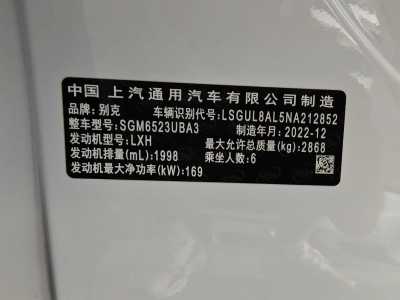 中国 上汽通用汽车有限公司制造
品牌:别克 车辆识别代号:LSGUL8AL5NA212852
整车型号:SGM6523UBA3 制造年月:2022-12
发动机型号:LXH 最大允许总质量(kg):2868
发动机排量(mL):1998 乘坐人数:6
发动机最大净功率(kW):169